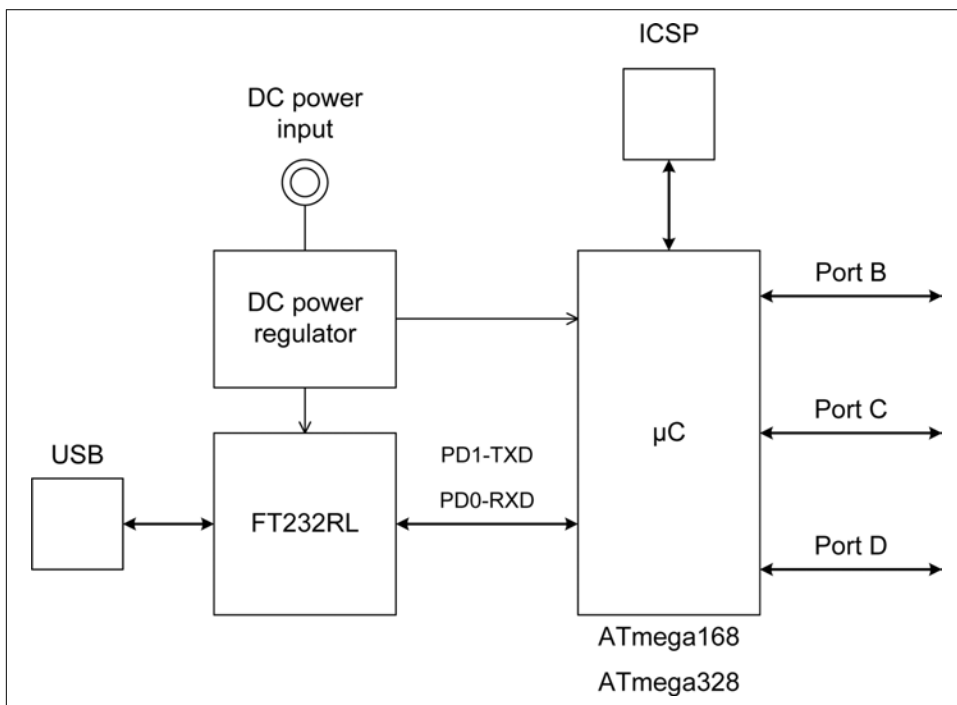 ICSP
DC power
input
DC power
regulator
Port B
Port C
µC
USB
PD1-TXD
PD0-RXD
FT232RL
Port D
ATmega168
ATmega328